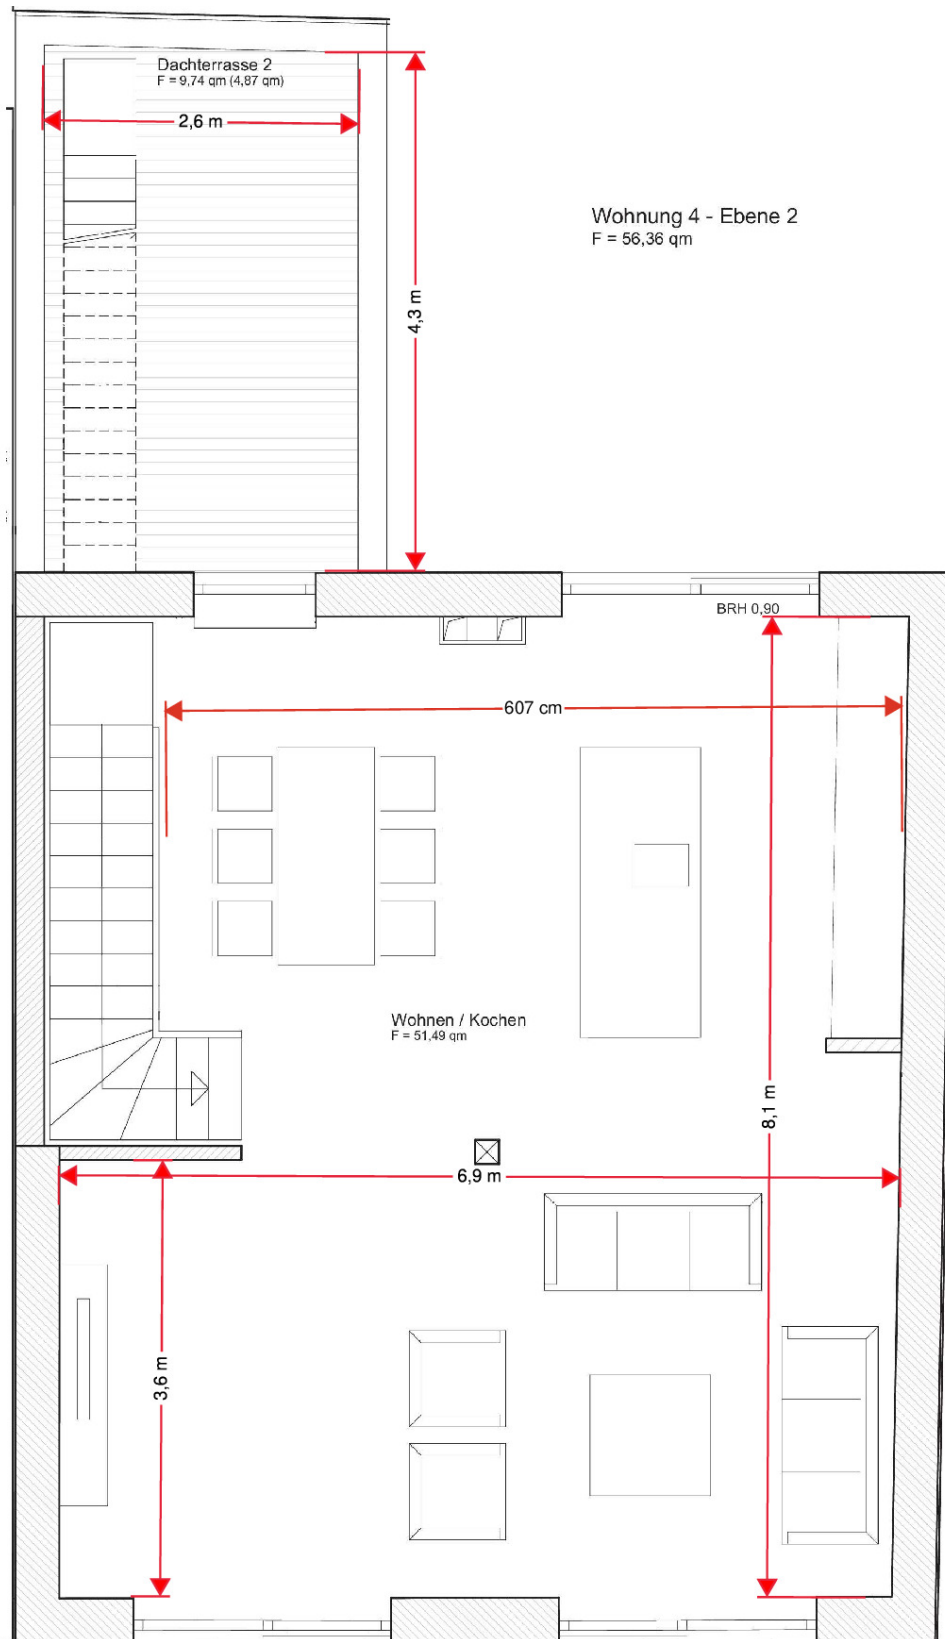 Dachterrasse 2
F = 9,74 qm (4,87 qm)
2,6 m
Wohnung 4 - Ebene 2
F = 56,36 qm
4,3 m
BRH 0,90
607 cm
Wohnen / Kochen
F = 51,49 qm
8,1 m
6,9 m
3,6 m